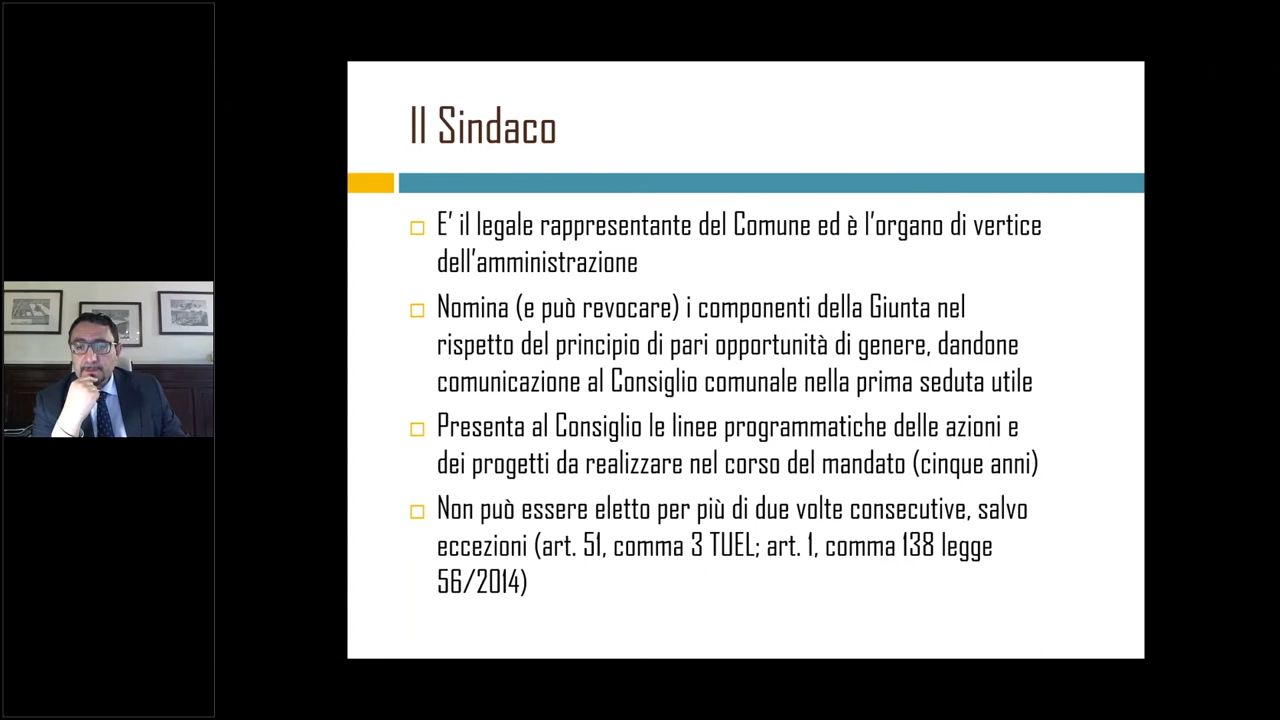 Il Sindaco
E' il legale rappresentante del Comune ed è l'organo di vertice
dell'amministrazione
Nomina (e può revocare) i componenti della Giunta nel
rispetto del principio di pari opportunità di genere, dandone
comunicazione al Consiglio comunale nella prima seduta utile
Presenta al Consiglio le linee programmatiche delle azioni e
dei progetti da realizzare nel corso del mandato (cinque anni)
Non può essere eletto per più di due volte consecutive, salvo
eccezioni (art. 51, comma 3 TUEL; art. 1, comma 138 legge
56/2014)